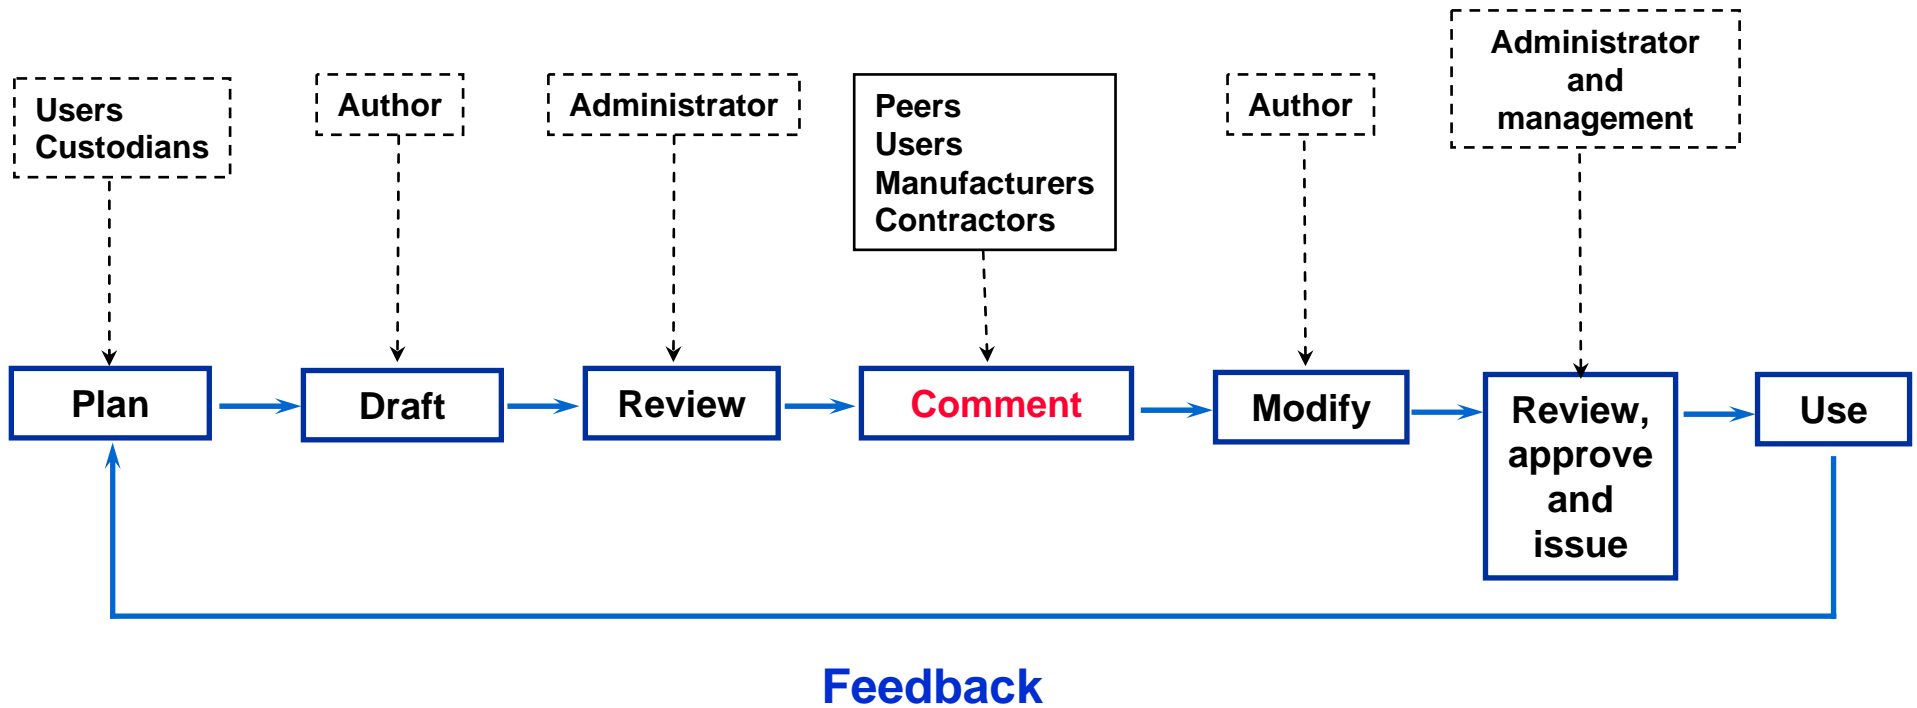 Users
Custodians
Author
Administrator
Peers
Users
Manufacturers
Contractors
Author
Administrator
and
management
Plan
Draft
Review
Comment
Modify
Review,
approve
and
issue
Use
Feedback